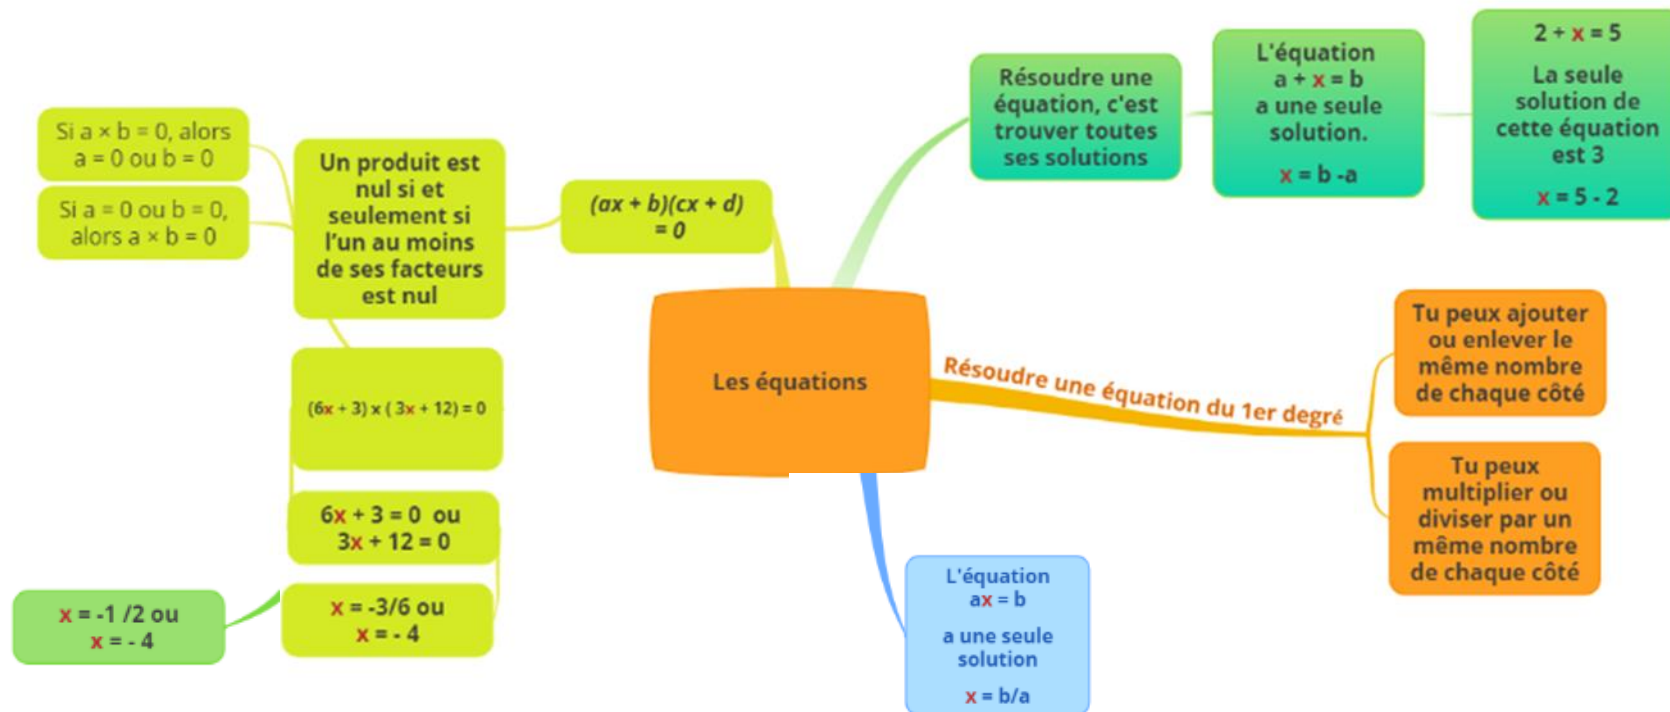 Les équations
Résoudre une
équation, c'est
trouver toutes
ses solutions
L'équation
a + x = b
a une seule
solution.
x = b -a
2 + x = 5
La seule
solution de
cette équation
est 3
x = 5 - 2
Résoudre une équation du 1er degré
Tu peux ajouter
ou enlever le
même nombre
de chaque côté
Tu peux
multiplier ou
diviser par un
même nombre
de chaque côté
L'équation
ax = b
a une seule
solution
x = b/a
(ax + b)(cx + d)
= 0
Un produit est
nul si et
seulement si
l’un au moins
de ses facteurs
est nul
Si a × b = 0, alors
a = 0 ou b = 0
Si a = 0 ou b = 0,
alors a × b = 0
(6x + 3) x ( 3x + 12) = 0
6x + 3 = 0 ou
3x + 12 = 0
x = -3/6 ou
x = - 4
x = -1 /2 ou
x = - 4